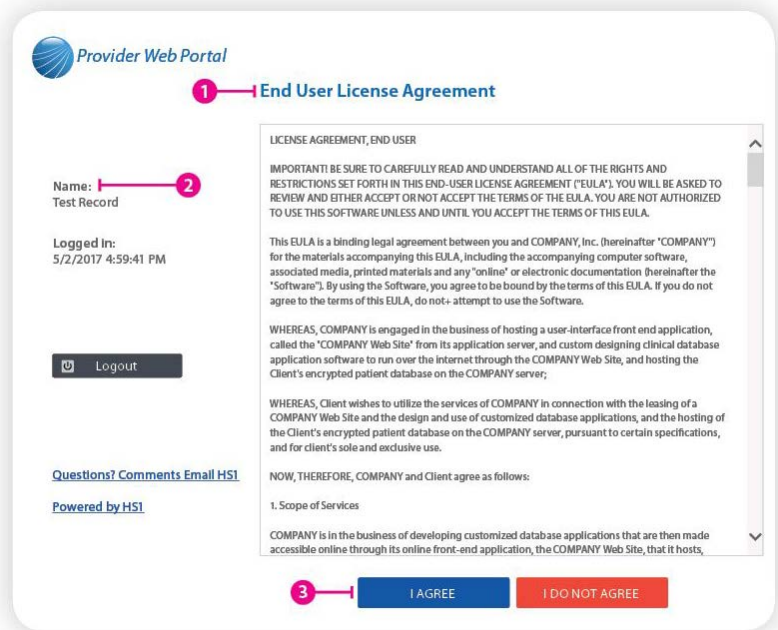 Provider Web Portal
1 End User License Agreement
Name: 2
Test Record
Logged in:
5/2/2017 4:59:41 PM
Logout
Questions? Comments Email HS1
Powered by HS1
LICENSE AGREEMENT, END USER
IMPORTANT! BE SURE TO CAREFULLY READ AND UNDERSTAND ALL OF THE RIGHTS AND
RESTRICTIONS SET FORTH IN THIS END-USER LICENSE AGREEMENT ("EULA"). YOU WILL BE ASKED TO
REVIEW AND EITHER ACCEPT OR NOT ACCEPT THE TERMS OF THE EULA. YOU ARE NOT AUTHORIZED
TO USE THIS SOFTWARE UNLESS AND UNTIL YOU ACCEPT THE TERMS OF THIS EULA.
This EULA is a binding legal agreement between you and COMPANY, Inc. (hereinafter "COMPANY")
for the materials accompanying this EULA, including the accompanying computer software,
associated media, printed materials and any "online" or electronic documentation (hereinafter the
"Software"). By using the Software, you agree to be bound by the terms of this EULA. If you do not
agree to the terms of this EULA, do not+ attempt to use the Software.
WHEREAS, COMPANY is engaged in the business of hosting a user-interface front end application,
called the "COMPANY Web Site" from its application server, and custom designing clinical database
application software to run over the internet through the COMPANY Web Site, and hosting the
Client's encrypted patient database on the COMPANY server;
WHEREAS, Client wishes to utilize the services of COMPANY in connection with the leasing of a
COMPANY Web Site and the design and use of customized database applications, and the hosting of
the Client's encrypted patient database on the COMPANY server, pursuant to certain specifications,
and for client's sole and exclusive use.
NOW, THEREFORE, COMPANY and Client agree as follows:
1. Scope of Services
COMPANY is in the business of developing customized database applications that are then made
accessible online through its online front-end application, the COMPANY Web Site, that it hosts,
3 I AGREE I DO NOT AGREE